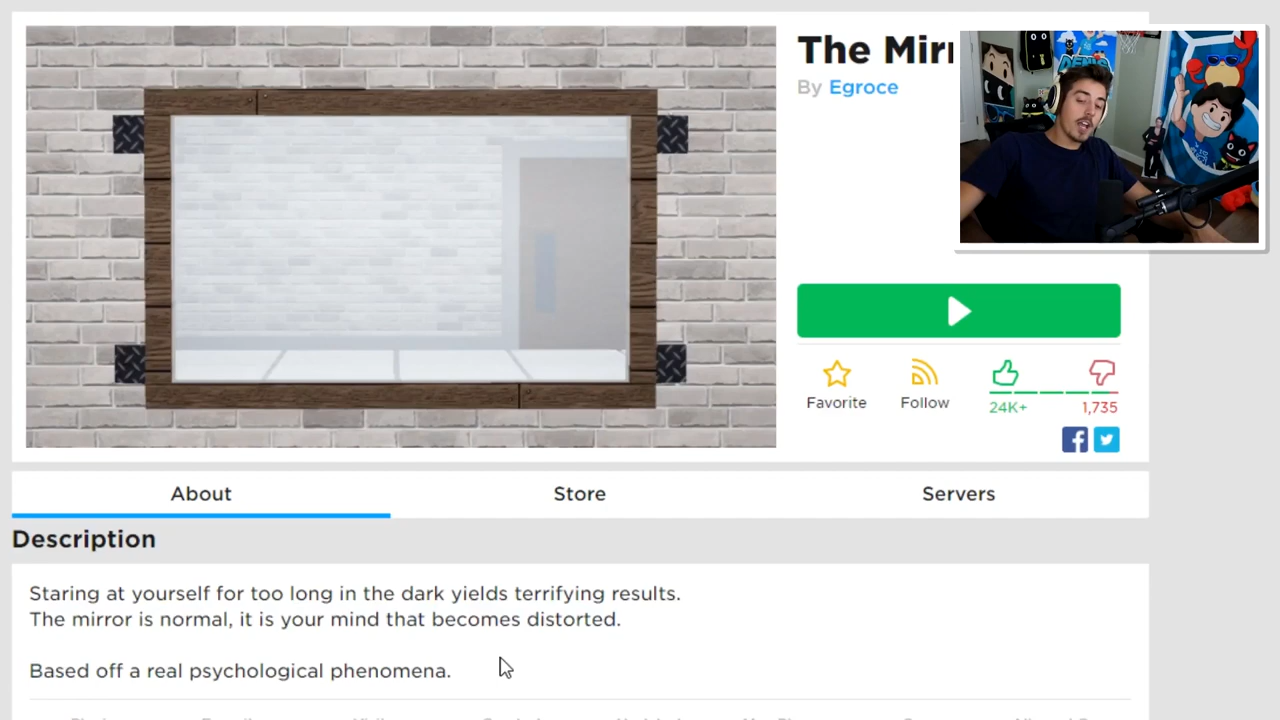 The Mirr
By Egroce
DENIS
Favorite
Follow
24K+
1,735
About
Store
Servers
Description
Staring at yourself for too long in the dark yields terrifying results.
The mirror is normal, it is your mind that becomes distorted.
Based off a real psychological phenomena.